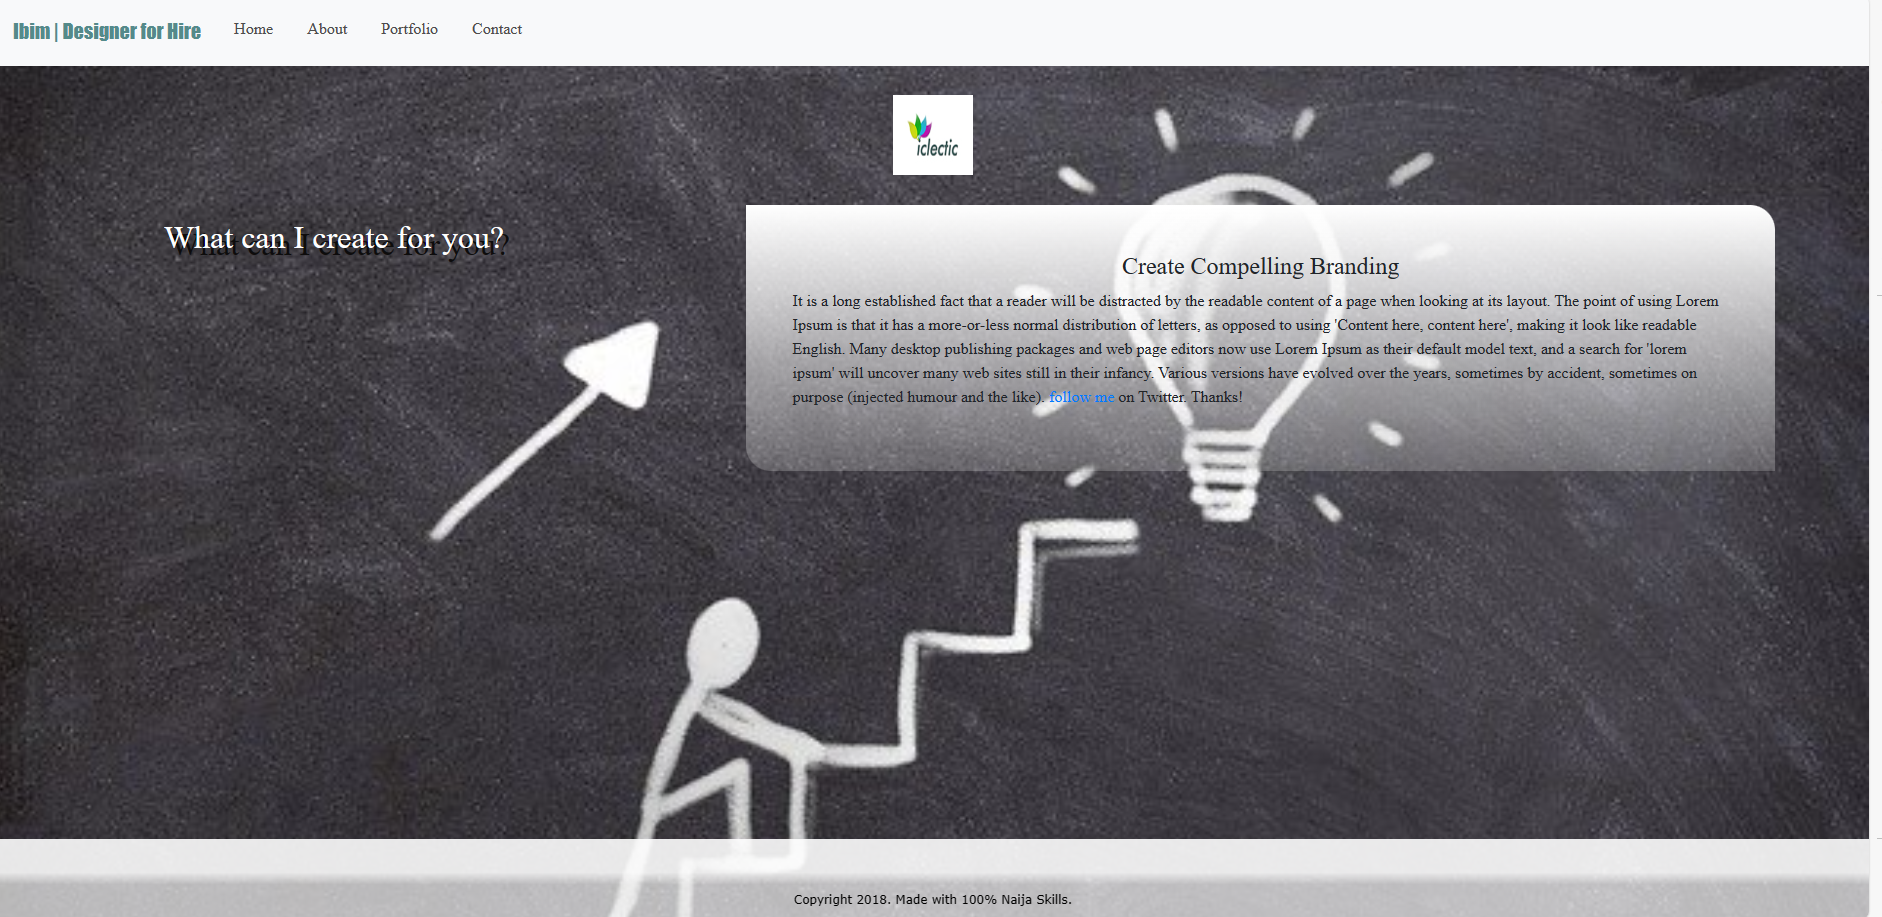 Ibim | Designer for Hire
Home
About
Portfolio
Contact
iclectic
What can I create for you?
Create Compelling Branding
It is a long established fact that a reader will be distracted by the readable content of a page when looking at its layout. The point of using Lorem
Ipsum is that it has a more-or-less normal distribution of letters, as opposed to using 'Content here, content here', making it look like readable
English. Many desktop publishing packages and web page editors now use Lorem Ipsum as their default model text, and a search for 'lorem
ipsum' will uncover many web sites still in their infancy. Various versions have evolved over the years, sometimes by accident, sometimes on
purpose (injected humour and the like). follow me on Twitter. Thanks!
Copyright 2018. Made with 100% Naija Skills.